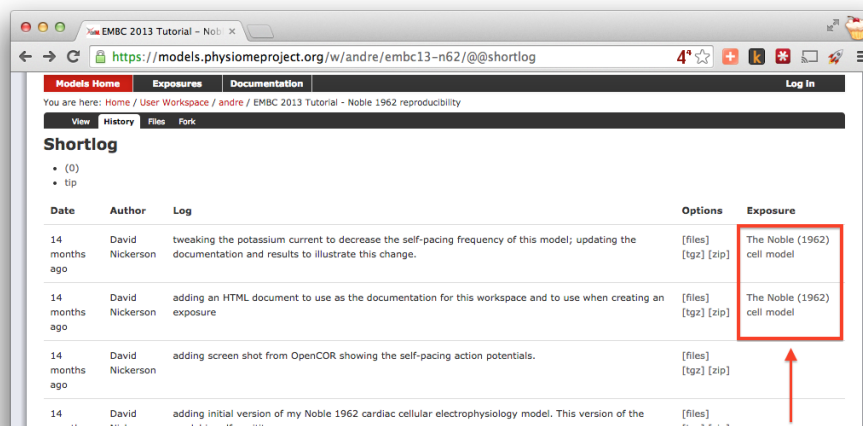 EMBC 2013 Tutorial - Nob
https://models.physiomeproject.org/w/andre/embc13-n62/@@shortlog
Models Home Exposures Documentation Log in
You are here: Home / User Workspace / andre / EMBC 2013 Tutorial - Noble 1962 reproducibility
View History Files Fork
Shortlog
(0)
tip
Date Author Log Options Exposure
14 David tweaking the potassium current to decrease the self-pacing frequency of this model; updating the [files] The Noble (1962)
months Nickerson documentation and results to illustrate this change. [tgz] [zip] cell model
ago
14 David adding an HTML document to use as the documentation for this workspace and to use when creating an [files] The Noble (1962)
months Nickerson exposure [tgz] [zip] cell model
ago
14 David adding screen shot from OpenCOR showing the self-pacing action potentials. [files]
months Nickerson [tgz] [zip]
ago
14 David adding initial version of my Noble 1962 cardiac cellular electrophysiology model. This version of the [files]